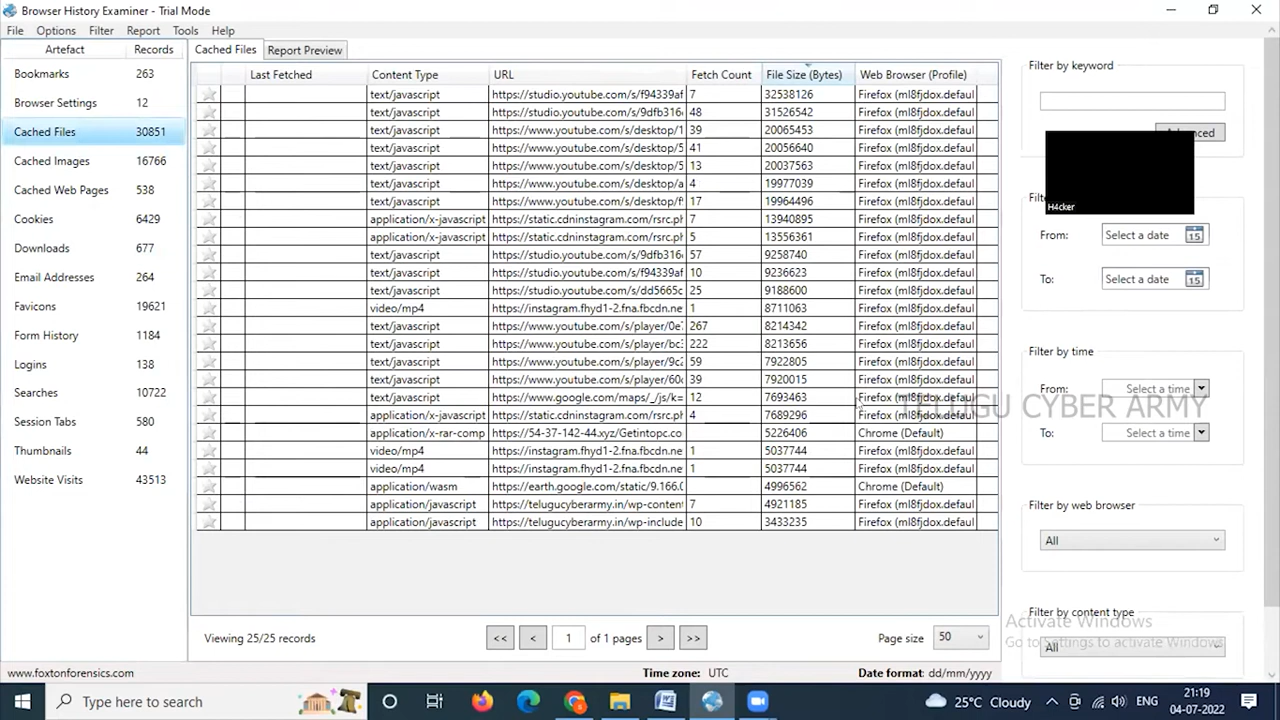 Browser History Examiner - Trial Mode
File Options Filter Report Tools Help
Artefact Records
Bookmarks 263
Browser Settings 12
Cached Files 30851
Cached Images 16766
Cached Web Pages 538
Cookies 6429
Downloads 677
Email Addresses 264
Favicons 19621
Form History 1184
Logins 138
Searches 10722
Session Tabs 580
Thumbnails 44
Website Visits 43513
Cached Files Report Preview
Last Fetched Content Type URL Fetch Count File Size (Bytes) Web Browser (Profile)
text/javascript https://studio.youtube.com/s/f94339af 7 32538126 Firefox (ml8fjdox.defaul
text/javascript https://studio.youtube.com/s/9dfb316 48 31526542 Firefox (ml8fjdox.defaul
text/javascript https://www.youtube.com/s/desktop/1 39 20065453 Firefox (ml8fjdox.defaul
text/javascript https://www.youtube.com/s/desktop/5 41 20056640 Firefox (ml8fjdox.defaul
text/javascript https://www.youtube.com/s/desktop/5 13 20037563 Firefox (ml8fjdox.defaul
text/javascript https://www.youtube.com/s/desktop/a 4 19977039 Firefox (ml8fjdox.defaul
text/javascript https://www.youtube.com/s/desktop/f 17 19964496 Firefox (ml8fjdox.defaul
application/x-javascript https://static.cdninstagram.com/rsrc.ph 7 13940895 Firefox (ml8fjdox.defaul
application/x-javascript https://static.cdninstagram.com/rsrc.ph 5 13556361 Firefox (ml8fjdox.defaul
text/javascript https://studio.youtube.com/s/9dfb316 57 9258740 Firefox (ml8fjdox.defaul
text/javascript https://studio.youtube.com/s/f94339af 10 9236623 Firefox (ml8fjdox.defaul
text/javascript https://studio.youtube.com/s/dd5665c 25 9188600 Firefox (ml8fjdox.defaul
video/mp4 https://instagram.fhyd1-2.fna.fbcdn.ne 1 8711063 Firefox (ml8fjdox.defaul
text/javascript https://www.youtube.com/s/player/0e 267 8214342 Firefox (ml8fjdox.defaul
text/javascript https://www.youtube.com/s/player/bc 222 8213656 Firefox (ml8fjdox.defaul
text/javascript https://www.youtube.com/s/player/9c 59 7922805 Firefox (ml8fjdox.defaul
text/javascript https://www.youtube.com/s/player/60 39 7920015 Firefox (ml8fjdox.defaul
text/javascript https://www.google.com/maps/_/js/k= 12 7693463 Firefox (ml8fjdox.defaul
application/x-javascript https://static.cdninstagram.com/rsrc.ph 4 7689296 Firefox (ml8fjdox.defaul
application/x-rar-comp https://54-37-142-44.xyz/Getintopc.co 5226406 Chrome (Default)
video/mp4 https://instagram.fhyd1-2.fna.fbcdn.ne 1 5037744 Firefox (ml8fjdox.defaul
video/mp4 https://instagram.fhyd1-2.fna.fbcdn.ne 1 5037744 Firefox (ml8fjdox.defaul
application/wasm https://earth.google.com/static/9.166.0 4996562 Chrome (Default)
application/javascript https://telugucyberarmy.in/wp-conten 7 4921185 Firefox (ml8fjdox.defaul
application/javascript https://telugucyberarmy.in/wp-include 10 3433235 Firefox (ml8fjdox.defaul
Viewing 25/25 records << < 1 of 1 pages > >> Page size 50
Filter by keyword
H4cker
From: Select a date 15
To: Select a date 15
Filter by time
From: Select a time
TELUGU CYBER ARMY
To: Select a time
Filter by web browser
All
Filter by content type
All
Activate Windows
Go to Settings to activate Windows
www.foxtonforensics.com Time zone: UTC Date format: dd/mm/yyyy
Type here to search
25°C Cloudy ENG 21:19
04-07-2022